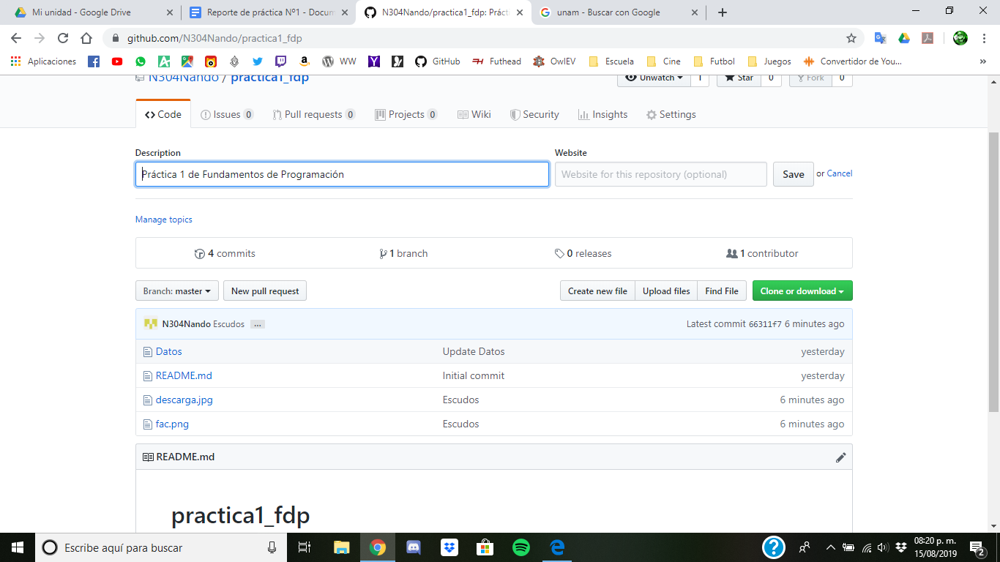 Mi unidad - Google Drive
Reporte de práctica Nº1 - Docum
N304Nando/practica1_fdp: Práct
unam - Buscar con Google
github.com/N304Nando/practica1_fdp
Aplicaciones
WW
GitHub
Futhead
OwlEV
Escuela
Cine
Futbol
Juegos
Convertidor de You...
»
N304Nando / practica1_fdp
Unwatch 1
Star 0
Fork 0
Code
Issues 0
Pull requests 0
Projects 0
Wiki
Security
Insights
Settings
Description
Website
Práctica 1 de Fundamentos de Programación
Website for this repository (optional)
Save or Cancel
Manage topics
4 commits
1 branch
0 releases
1 contributor
Branch: master
New pull request
Create new file
Upload files
Find File
Clone or download
N304Nando Escudos ...
Latest commit 66311f7 6 minutes ago
Datos Update Datos yesterday
README.md Initial commit yesterday
descarga.jpg Escudos 6 minutes ago
fac.png Escudos 6 minutes ago
README.md
practica1_fdp
Escribe aquí para buscar
08:20 p. m.
15/08/2019
2